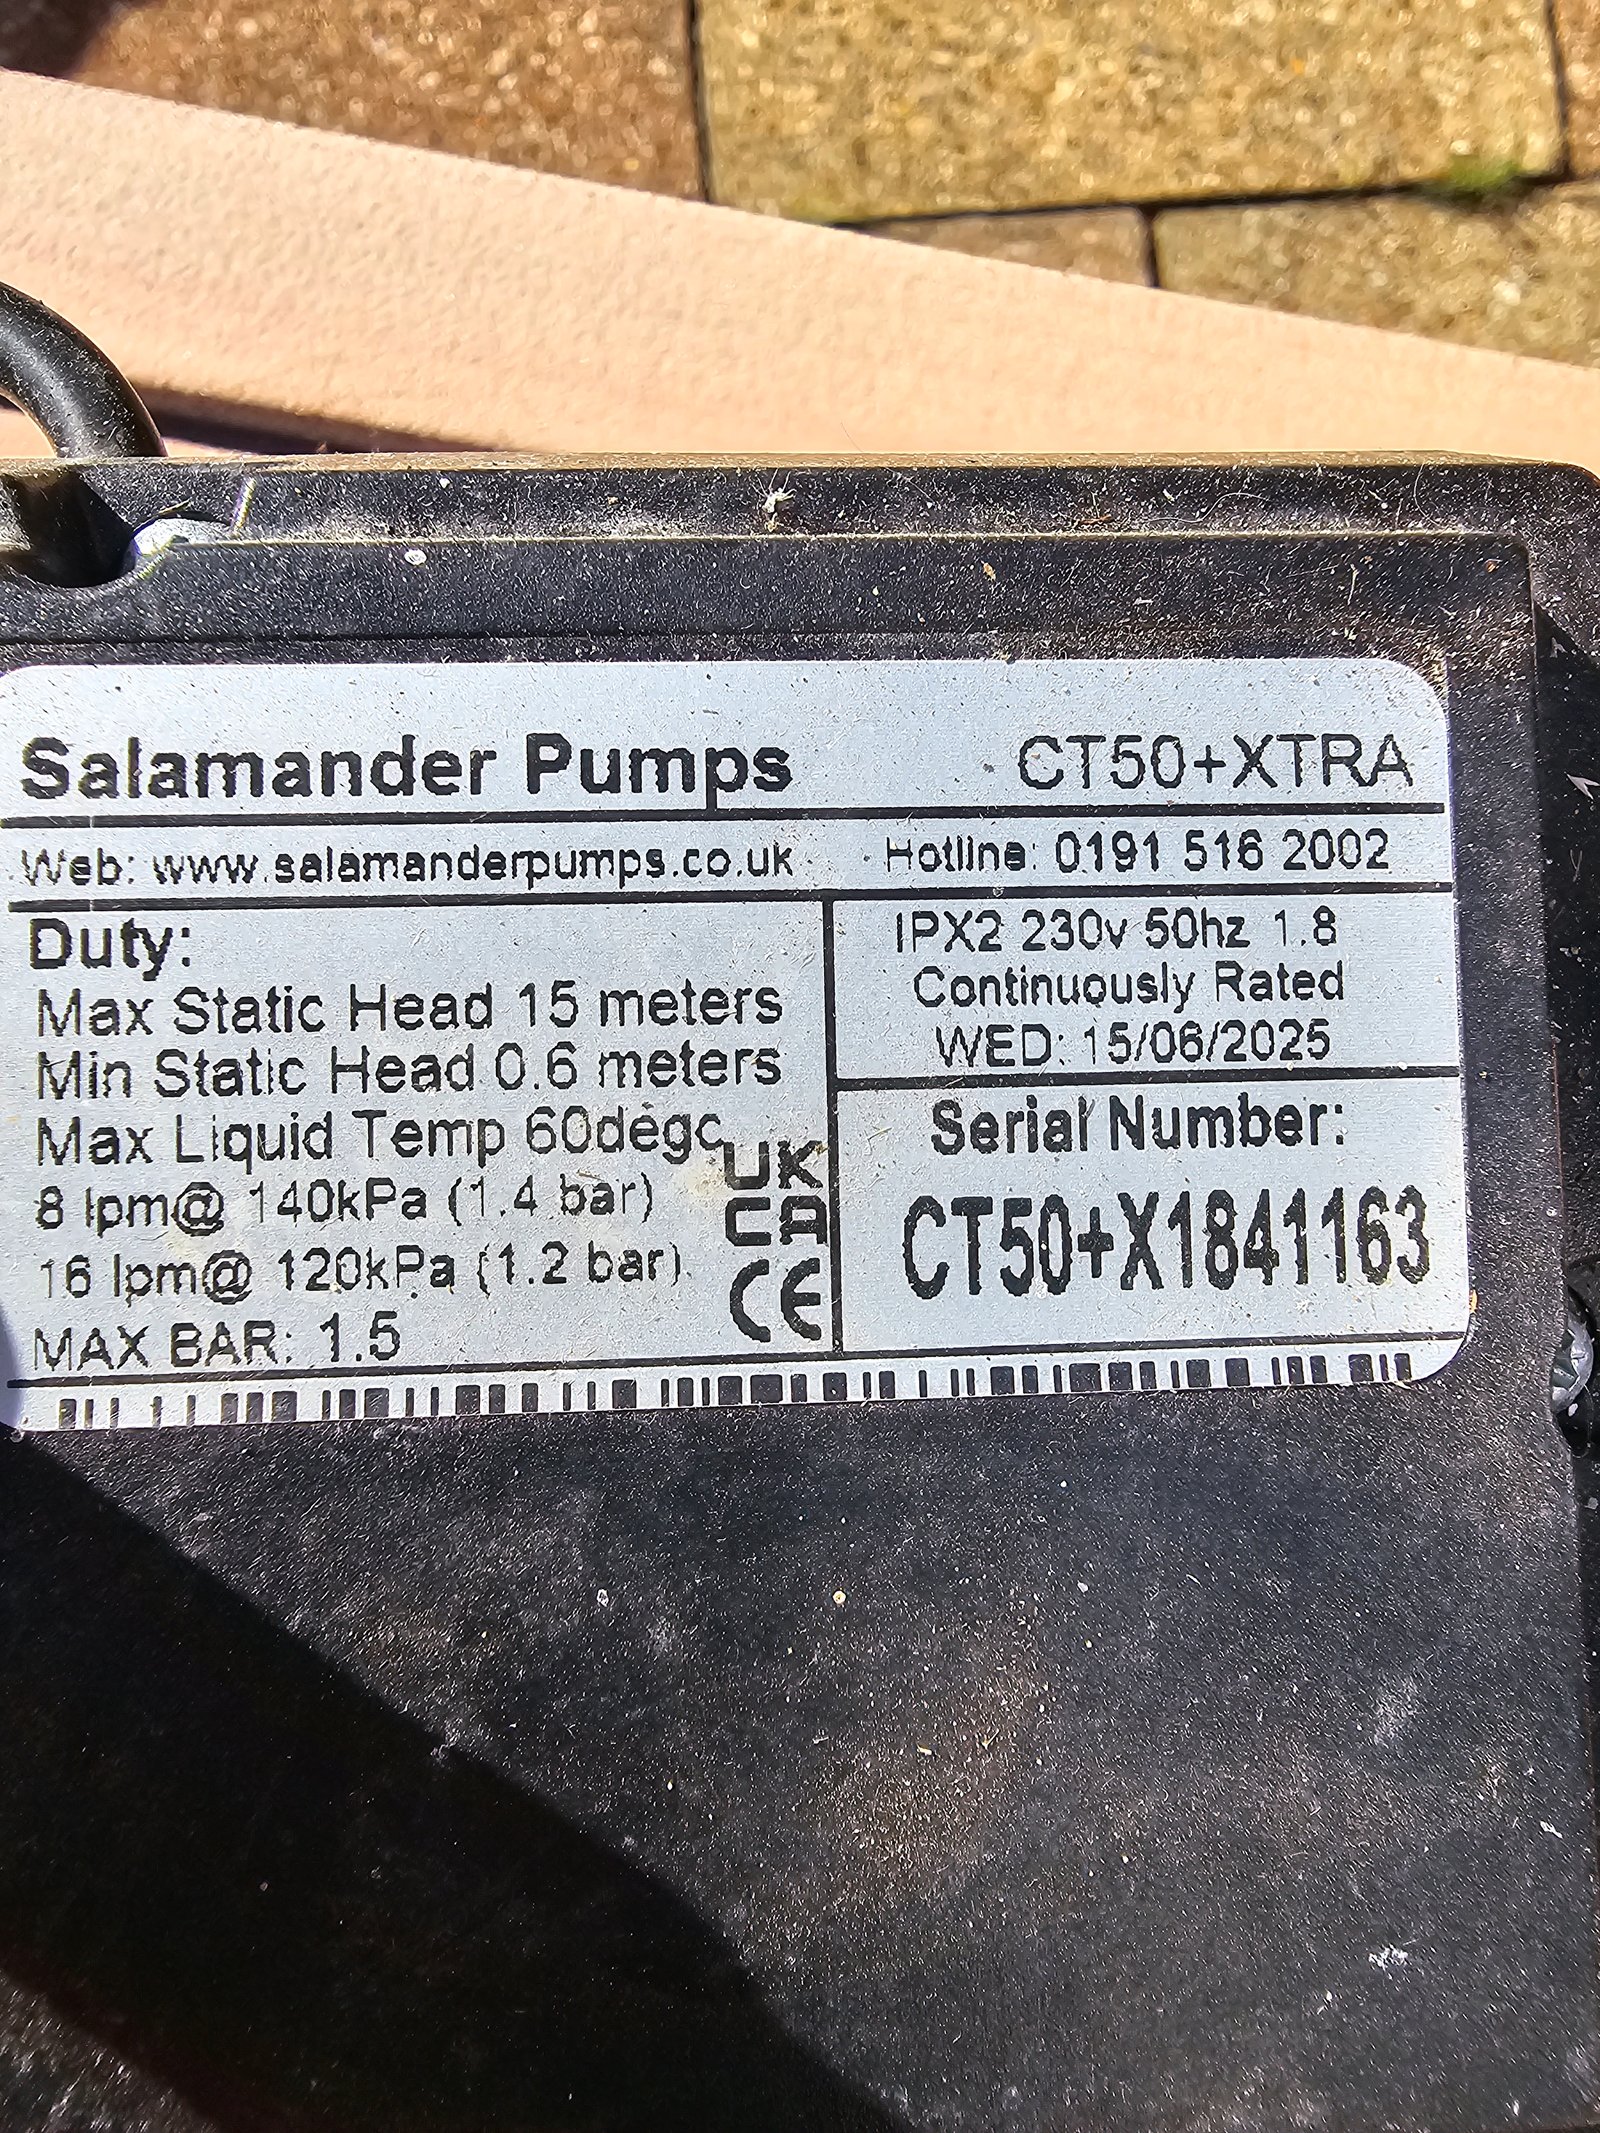 Salamander Pumps CT50+XTRA
Web: www.salamanderpumps.co.uk Hotline: 0191 516 2002
Duty:
Max Static Head 15 meters
Min Static Head 0.6 meters
Max Liquid Temp 60degc
8 lpm@ 140kPa (1.4 bar)
16 lpm@ 120kPa (1.2 bar)
MAX BAR: 1.5
UK
CA
CE
IPX2 230v 50hz 1.8
Continuously Rated
WED: 15/06/2025
Serial Number:
CT50+X1841163